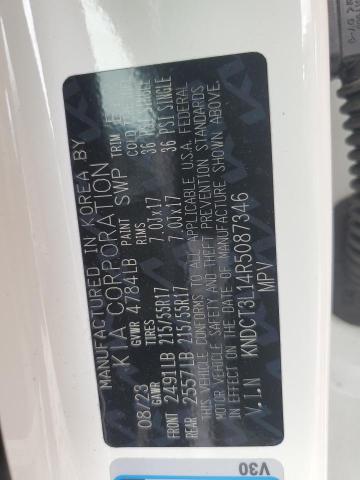 MANUFACTURED IN KOREA BY
KIA CORPORATION
08/23 GVWR 4784LB PAINT SWP TRIM
GAWR TIRES RIMS COLD
FRONT 2491LB 215/55R17 7.0Jx17 36 PSI SINGLE
REAR 2557LB 215/55R17 7.0Jx17 36 PSI SINGLE
THIS VEHICLE CONFORMS TO ALL APPLICABLE U.S.A. FEDERAL
MOTOR VEHICLE SAFETY AND THEFT PREVENTION STANDARDS
IN EFFECT ON THE DATE OF MANUFACTURE SHOWN ABOVE.
V.I.N KNDCT3L14R5087346
MPV
V30